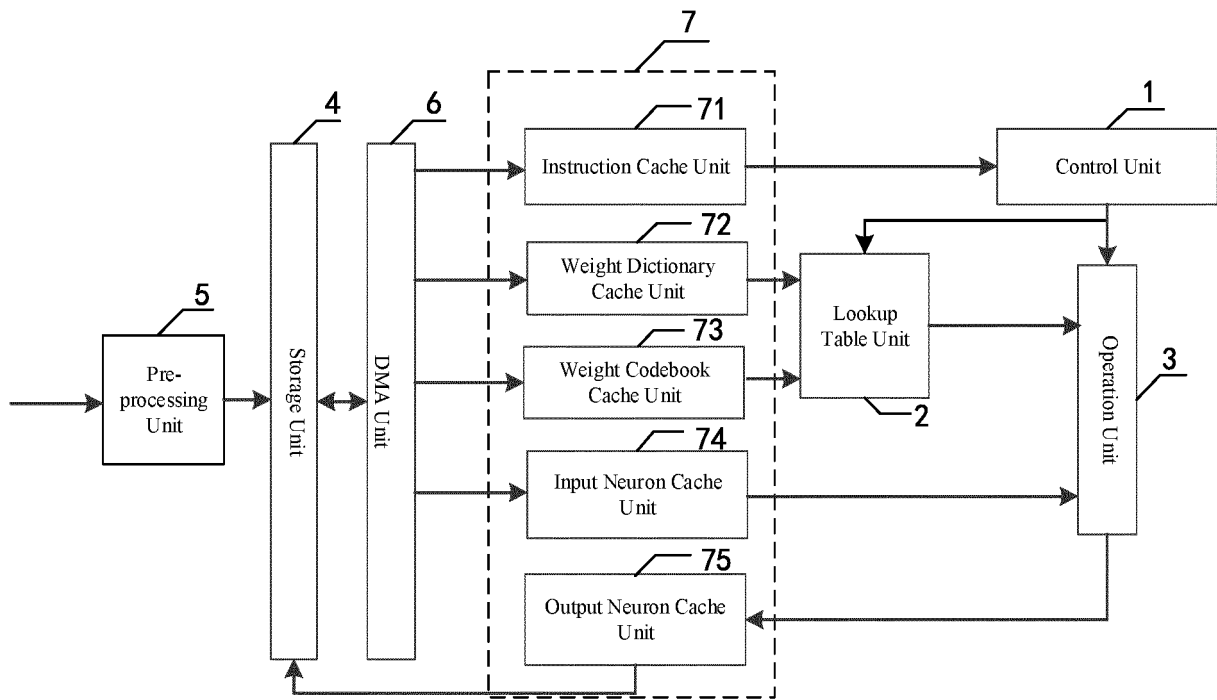 7
4
6
71
1
Instruction Cache Unit
Control Unit
72
Weight Dictionary
Cache Unit
5
Pre-
processing
Unit
Storage Unit
DMA Unit
73
Weight Codebook
Cache Unit
Lookup
Table Unit
2
Operation Unit
3
74
Input Neuron Cache
Unit
75
Output Neuron Cache
Unit